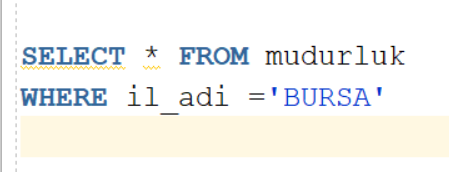 SELECT * FROM mudurluk
WHERE il_adi ='BURSA'